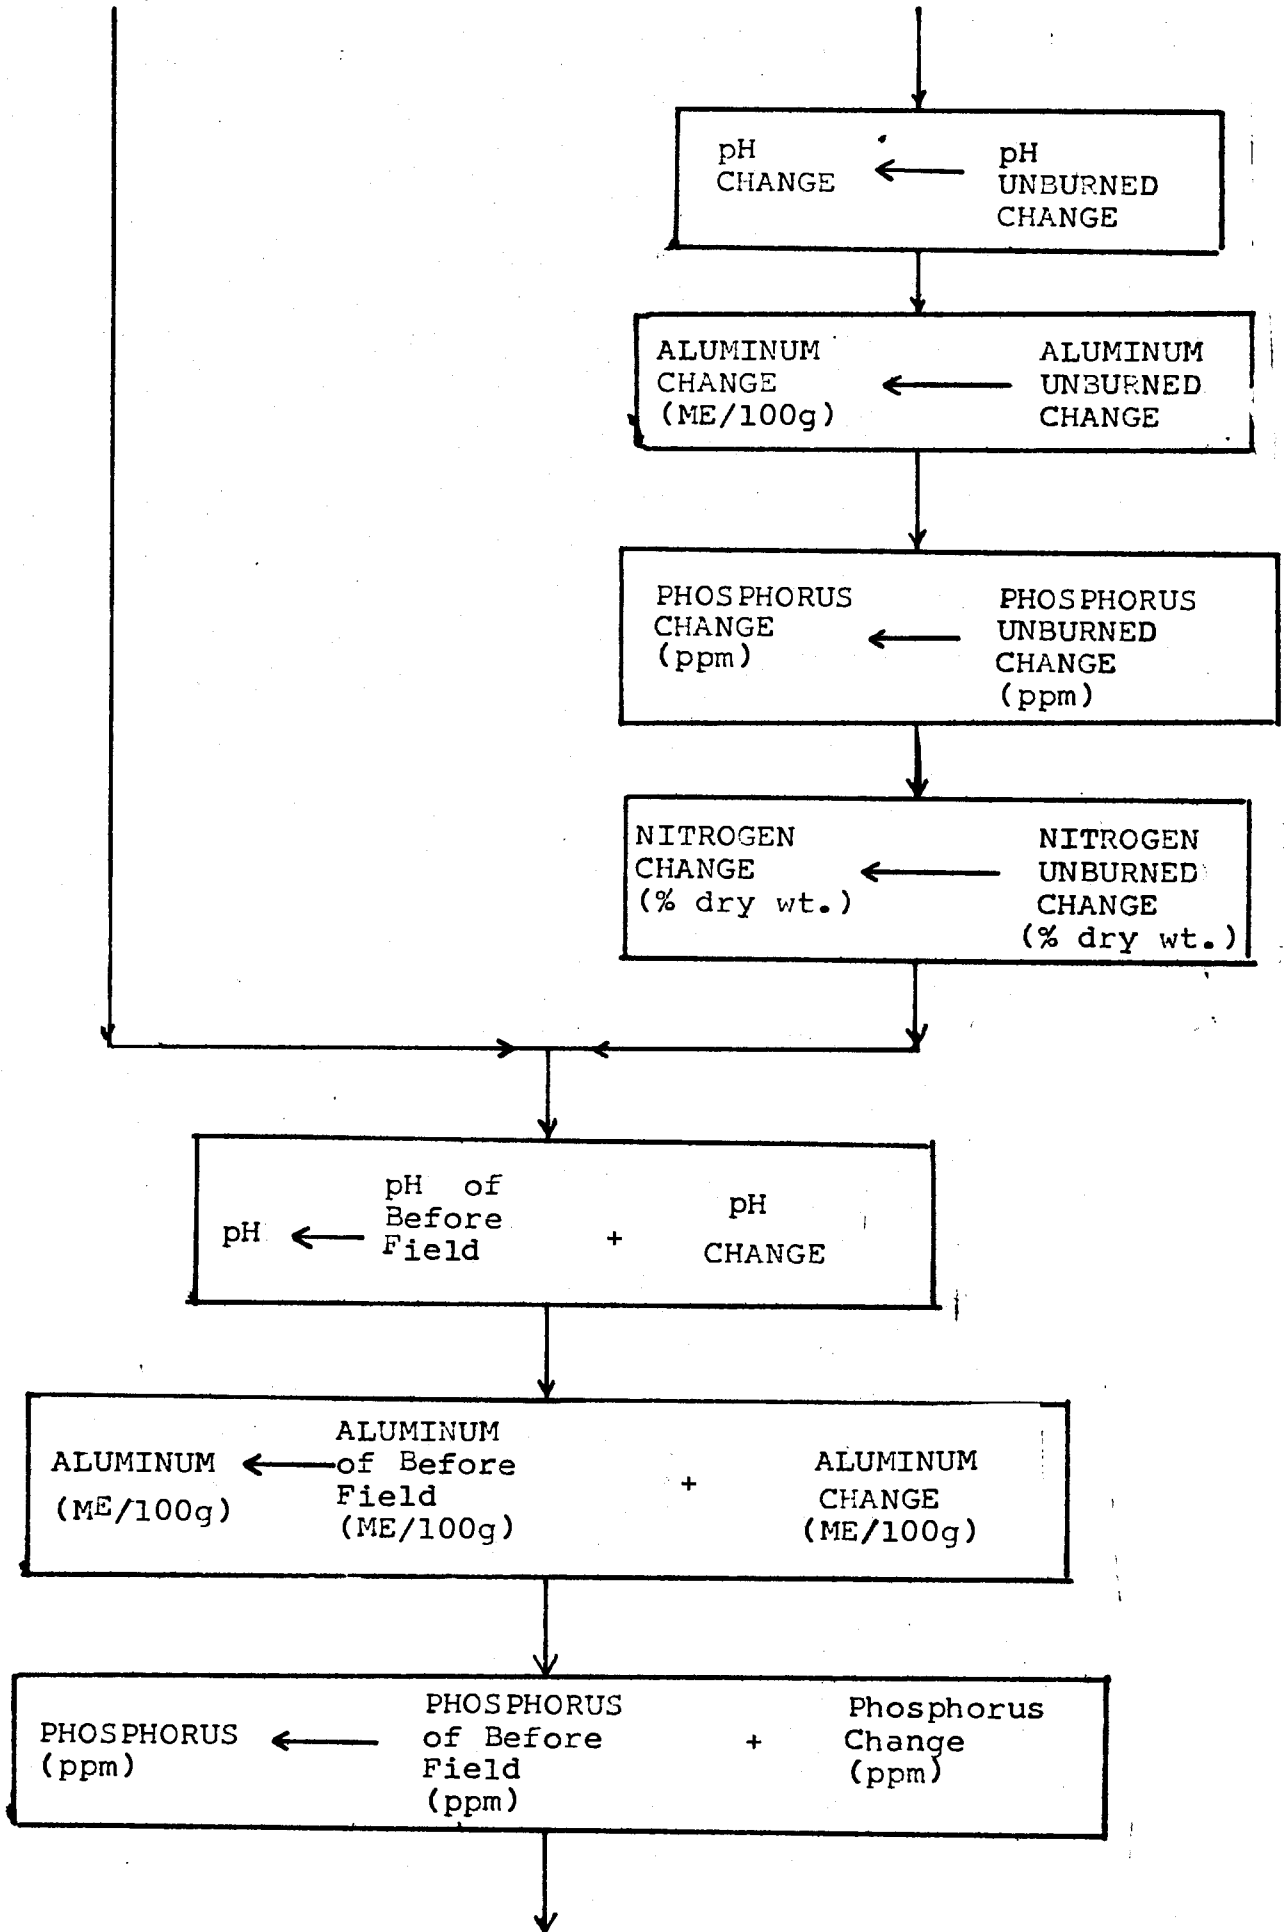 pH
CHANGE
pH
UNBURNED
CHANGE
ALUMINUM
CHANGE
(ME/100g)
ALUMINUM
UNBURNED
CHANGE
PHOSPHORUS
CHANGE
(ppm)
PHOSPHORUS
UNBURNED
CHANGE
(ppm)
NITROGEN
CHANGE
(% dry wt.)
NITROGEN
UNBURNED
CHANGE
(% dry wt.)
pH
pH of
Before
Field
+
pH
CHANGE
ALUMINUM
(ME/100g)
ALUMINUM
of Before
Field
(ME/100g)
+
ALUMINUM
CHANGE
(ME/100g)
PHOSPHORUS
(ppm)
PHOSPHORUS
of Before
Field
(ppm)
+
Phosphorus
Change
(ppm)